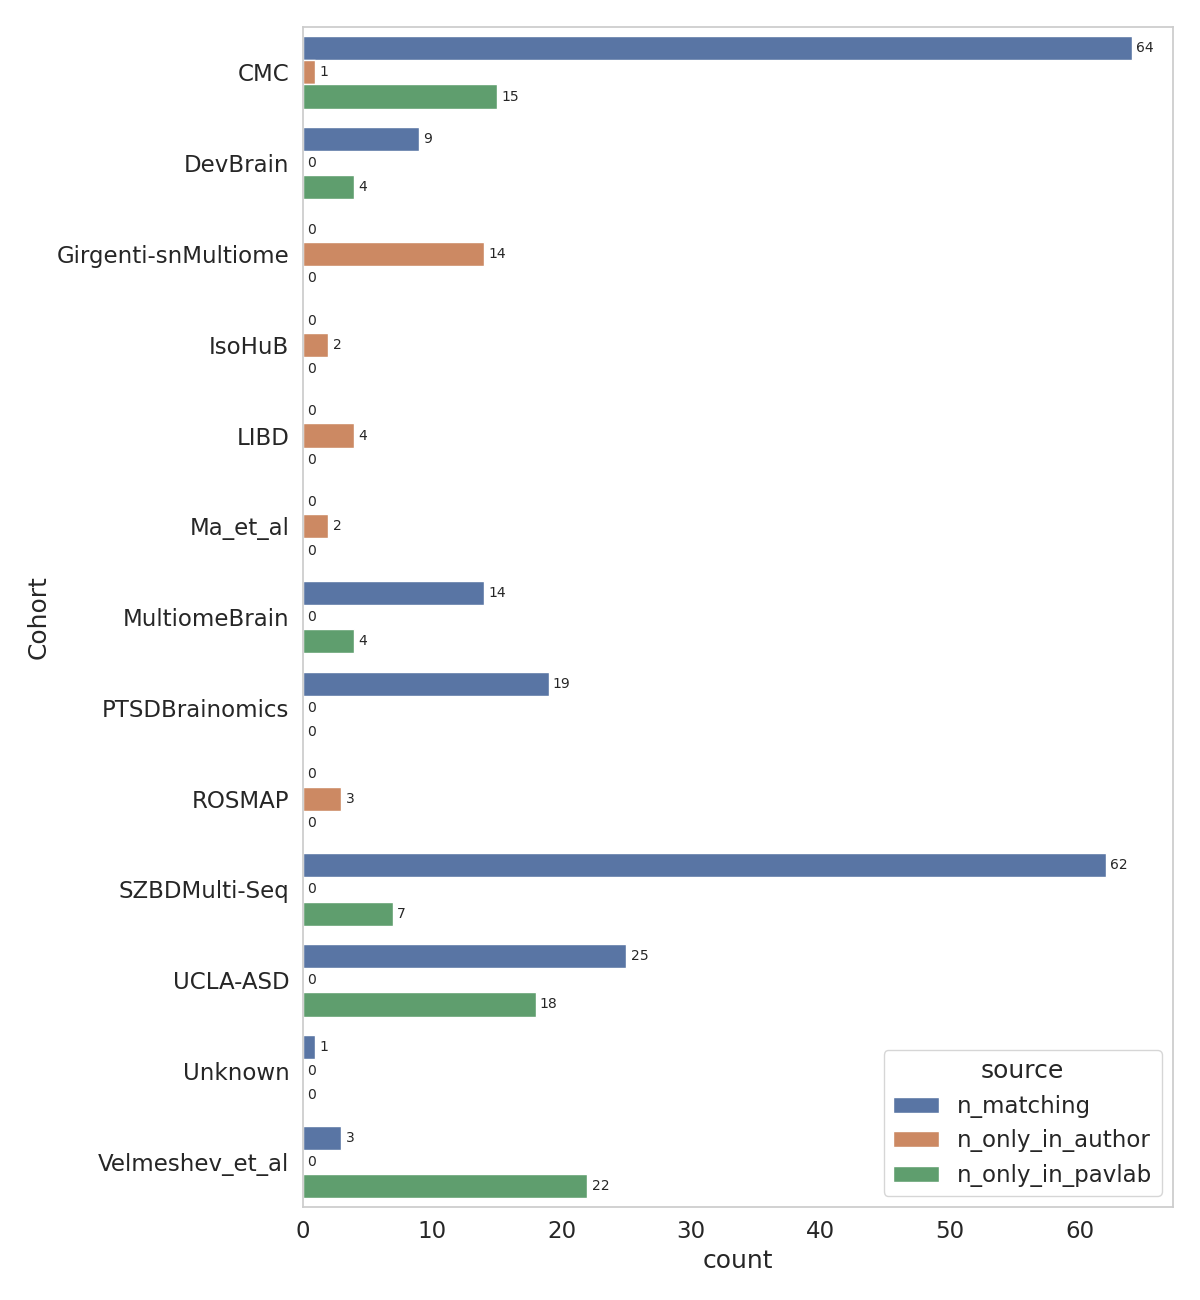 CMC
64
1
15
DevBrain
9
0
4
Girgenti-snMultiome
0
14
0
IsoHuB
0
2
0
LIBD
0
4
0
Ma_et_al
0
2
0
MultiomeBrain
14
0
4
PTSDBrainomics
19
0
0
ROSMAP
0
3
0
SZBDMulti-Seq
62
0
7
UCLA-ASD
25
0
18
Unknown
1
0
0
Velmeshev_et_al
3
0
22
Cohort
source
n_matching
n_only_in_author
n_only_in_pavlab
0 10 20 30 40 50 60
count